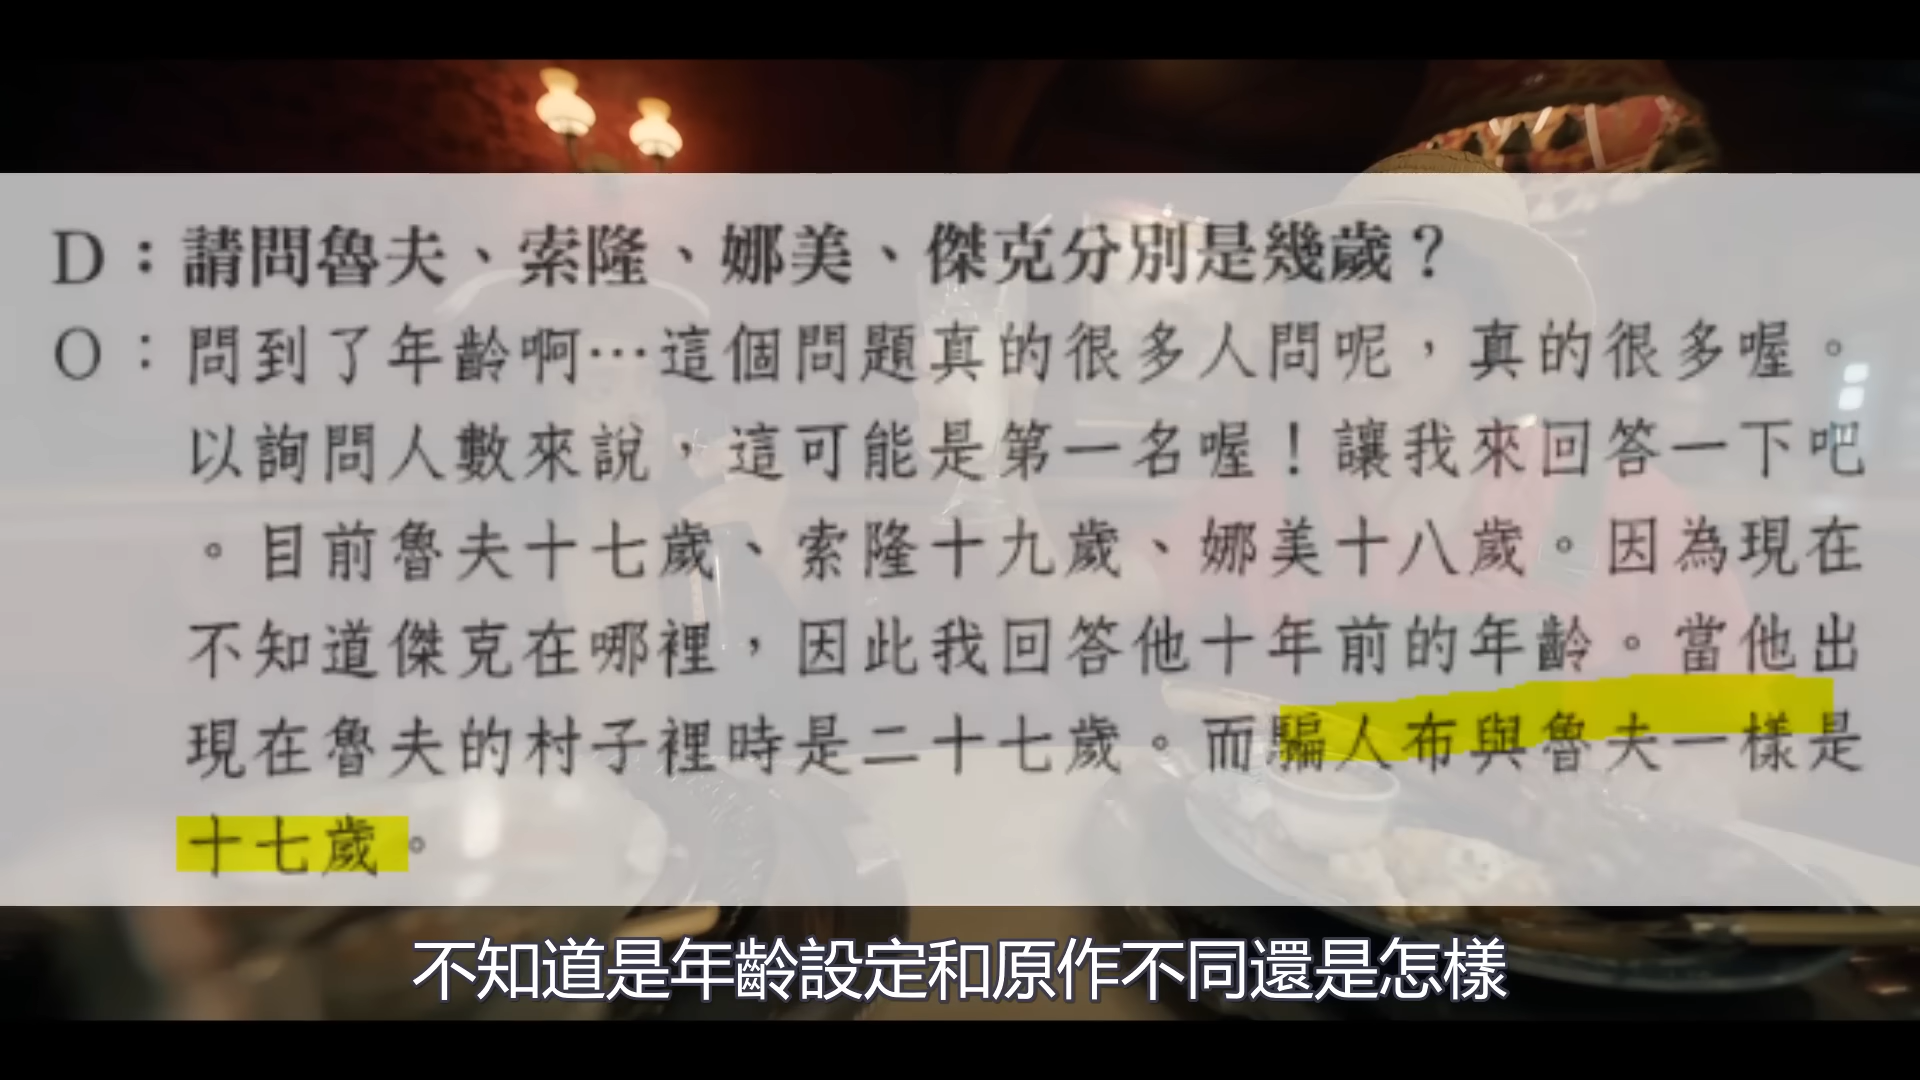 D：請問魯夫、索隆、娜美、傑克分別是幾歲？
O：問到了年齡啊…這個問題真的很多人問呢，真的很多喔。
以詢問人數來說，這可能是第一名喔！讓我來回答一下吧
。目前魯夫十七歲、索隆十九歲、娜美十八歲。因為現在
不知道傑克在哪裡，因此我回答他十年前的年齡。當他出
現在魯夫的村子裡時是二十七歲。而騙人布與魯夫一樣是
十七歲。
不知道是年齡設定和原作不同還是怎樣